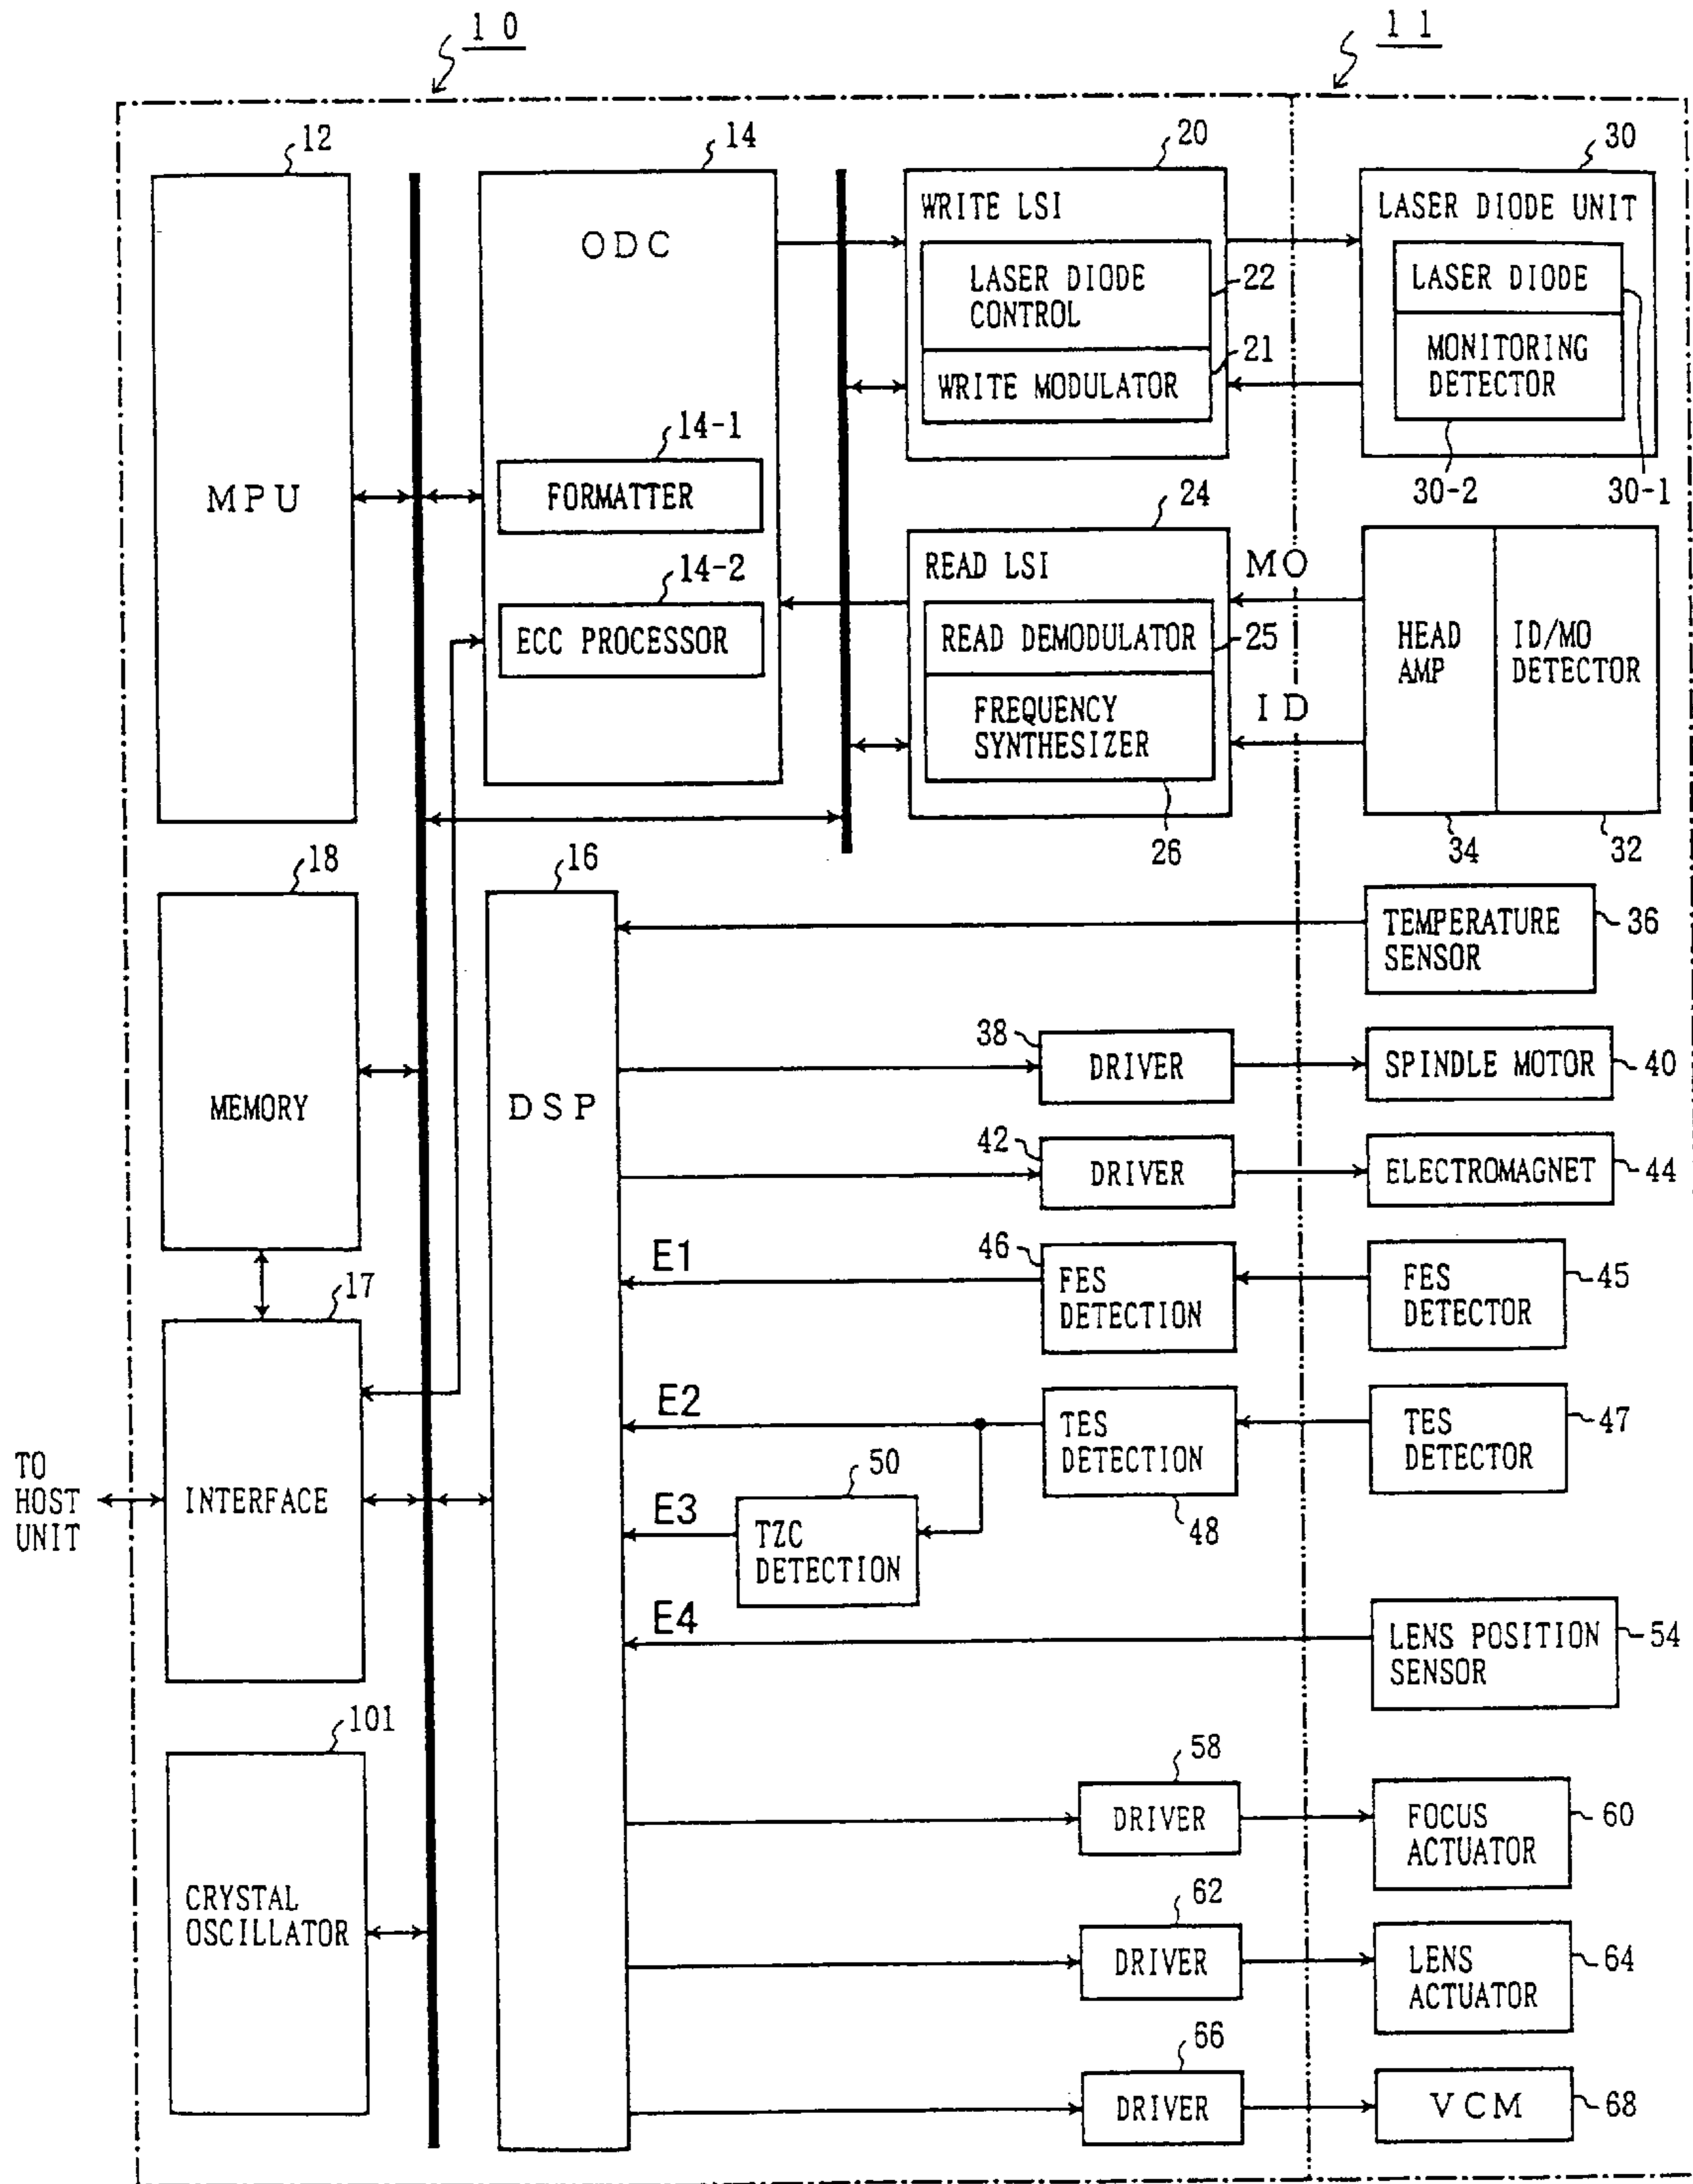 10
11
12
14
20
30
MPU
ODC
WRITE LSI
LASER DIODE
CONTROL
22
WRITE MODULATOR
21
LASER DIODE UNIT
LASER DIODE
MONITORING
DETECTOR
30-2
30-1
14-1
FORMATTER
14-2
ECC PROCESSOR
24
READ LSI
READ DEMODULATOR
25
FREQUENCY
SYNTHESIZER
26
MO
ID
HEAD
AMP
ID/MO
DETECTOR
34
32
18
MEMORY
16
DSP
TEMPERATURE
SENSOR
36
38
DRIVER
SPINDLE MOTOR
40
42
DRIVER
ELECTROMAGNET
44
E1
46
FES
DETECTION
FES
DETECTOR
45
17
INTERFACE
TO
HOST
UNIT
E2
TES
DETECTION
48
TES
DETECTOR
47
E3
50
TZC
DETECTION
E4
LENS POSITION
SENSOR
54
101
CRYSTAL
OSCILLATOR
58
DRIVER
FOCUS
ACTUATOR
60
62
DRIVER
LENS
ACTUATOR
64
66
DRIVER
VCM
68